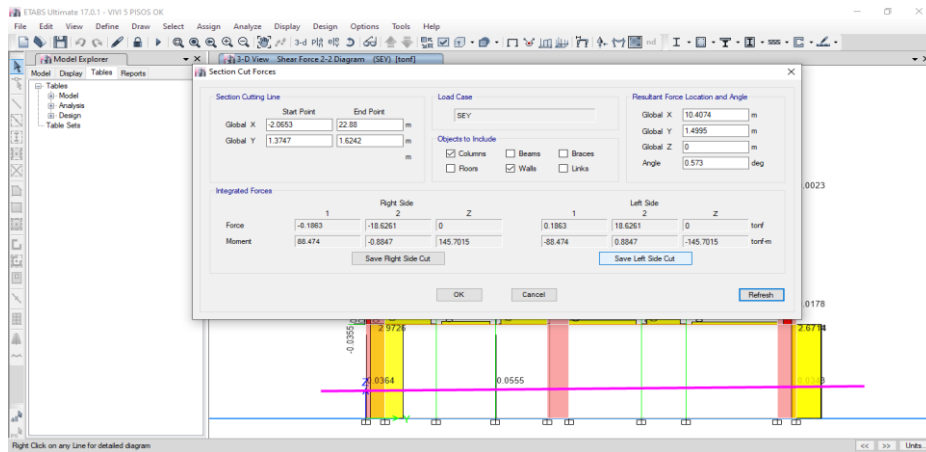 ETABS Ultimate 17.0.1 - VIVI 5 PISOS OK
File Edit View Define Draw Select Assign Analyze Display Design Options Tools Help
3-d nd
Model Explorer
3-D View Shear Force 2-2 Diagram (SEY) [tonf]
Model Display Tables Reports
Tables
Model
Analysis
Design
Table Sets
Section Cut Forces
Section Cutting Line
Start Point End Point
Global X -2.0653 22.88 m
Global Y 1.3747 1.6242 m
m
Load Case
SEY
Objects to Include
Columns Beams Braces
Floors Walls Links
Resultant Force Location and Angle
Global X 10.4074 m
Global Y 1.4995 m
Global Z 0 m
Angle 0.573 deg
Integrated Forces
Right Side Left Side
1 2 Z 1 2 Z
Force -0.1863 -18.6261 0 0.1863 18.6261 0 tonf
Moment 88.474 -0.8847 145.7015 -88.474 0.8847 -145.7015 tonf-m
Save Right Side Cut Save Left Side Cut
OK Cancel Refresh
.0023
.0178
-0.0355
2.9726 2.6714
0.0364 0.0555 0.0343
Z
Y
Right Click on any Line for detailed diagram
<< >> Units...